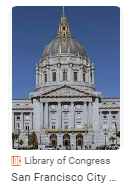 Library of Congress
San Francisco City ...